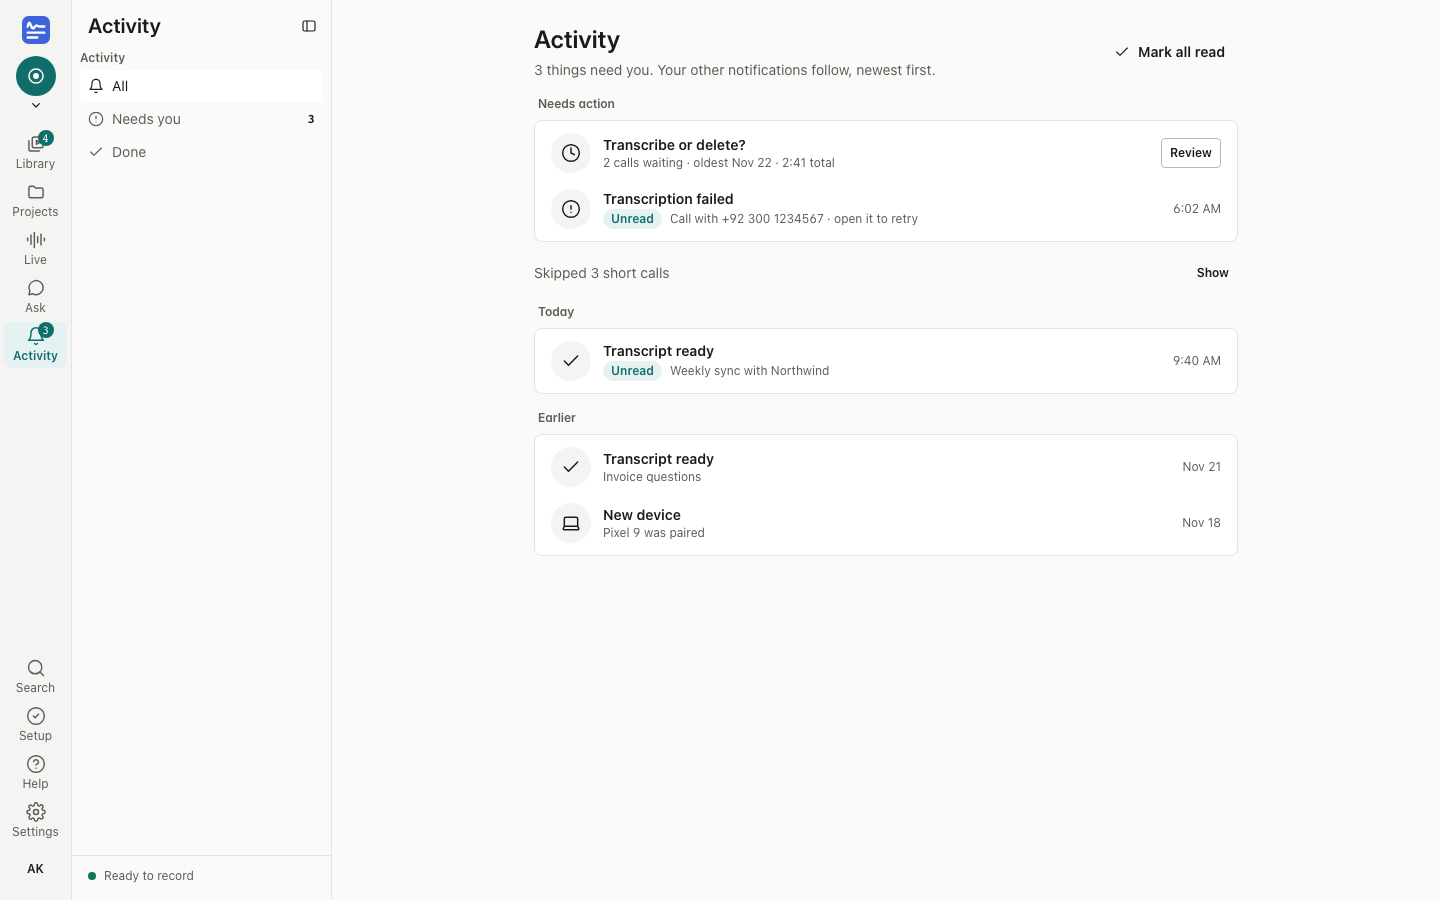 4
Library
Projects
Live
Ask
3
Activity
Search
Setup
Help
Settings
AK
Activity
Activity
All
Needs you 3
Done
Ready to record
Activity
3 things need you. Your other notifications follow, newest first.
Mark all read
Needs action
Transcribe or delete?
2 calls waiting · oldest Nov 22 · 2:41 total
Review
Transcription failed
Unread Call with +92 300 1234567 · open it to retry
6:02 AM
Skipped 3 short calls
Show
Today
Transcript ready
Unread Weekly sync with Northwind
9:40 AM
Earlier
Transcript ready
Invoice questions
Nov 21
New device
Pixel 9 was paired
Nov 18